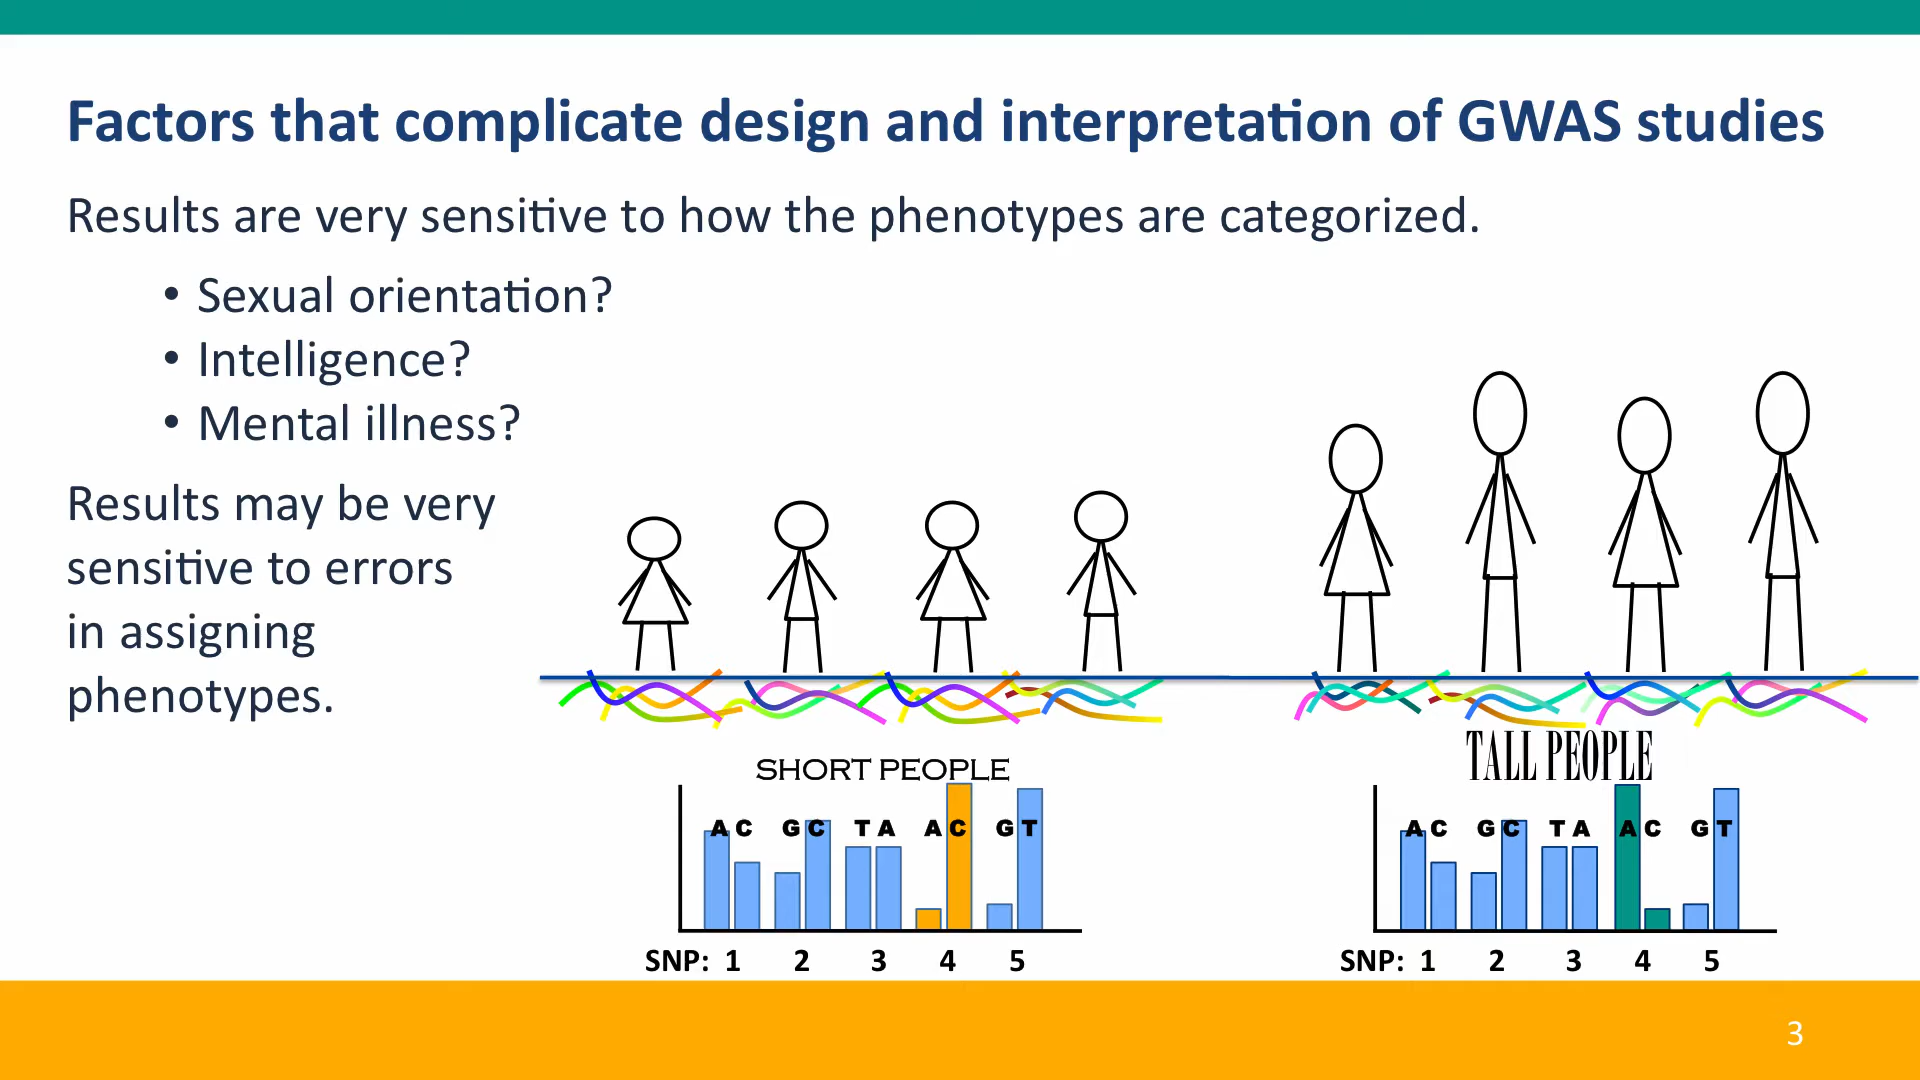 Factors that complicate design and interpretation of GWAS studies
Results are very sensitive to how the phenotypes are categorized.
• Sexual orientation?
• Intelligence?
• Mental illness?
Results may be very
sensitive to errors
in assigning
phenotypes.
SHORT PEOPLE
A C G C T A A C G T
SNP: 1 2 3 4 5
TALL PEOPLE
A C G C T A A C G T
SNP: 1 2 3 4 5
3